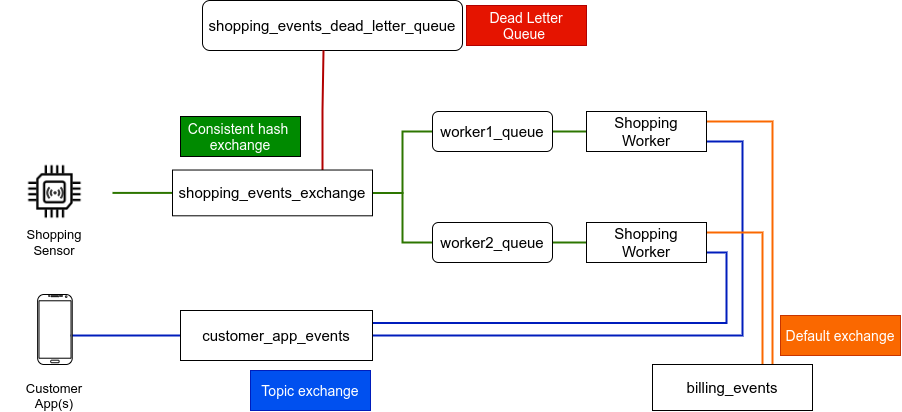 shopping_events_dead_letter_queue
Dead Letter
Queue
Consistent hash
exchange
worker1_queue
Shopping
Worker
shopping_events_exchange
Shopping
Sensor
worker2_queue
Shopping
Worker
customer_app_events
Default exchange
Customer
App(s)
Topic exchange
billing_events